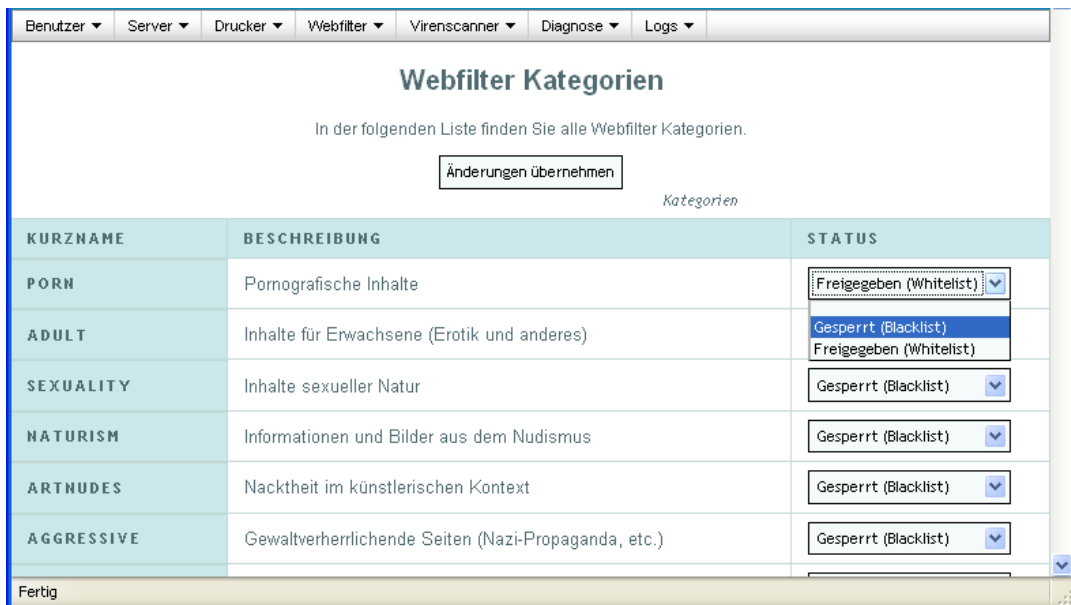 Benutzer ▼ Server ▼ Drucker ▼ Webfilter ▼ Virenscanner ▼ Diagnose ▼ Logs ▼
Webfilter Kategorien
In der folgenden Liste finden Sie alle Webfilter Kategorien.
Änderungen übernehmen
Kategorien
KURZNAME BESCHREIBUNG STATUS
PORN Pornografische Inhalte Freigegeben (Whitelist)
Gesperrt (Blacklist)
ADULT Inhalte für Erwachsene (Erotik und anderes)
Freigegeben (Whitelist)
SEXUALITY Inhalte sexueller Natur Gesperrt (Blacklist)
NATURISM Informationen und Bilder aus dem Nudismus Gesperrt (Blacklist)
ARTNUDES Nacktheit im künstlerischen Kontext Gesperrt (Blacklist)
AGGRESSIVE Gewaltverherrlichende Seiten (Nazi-Propaganda, etc.) Gesperrt (Blacklist)
Fertig